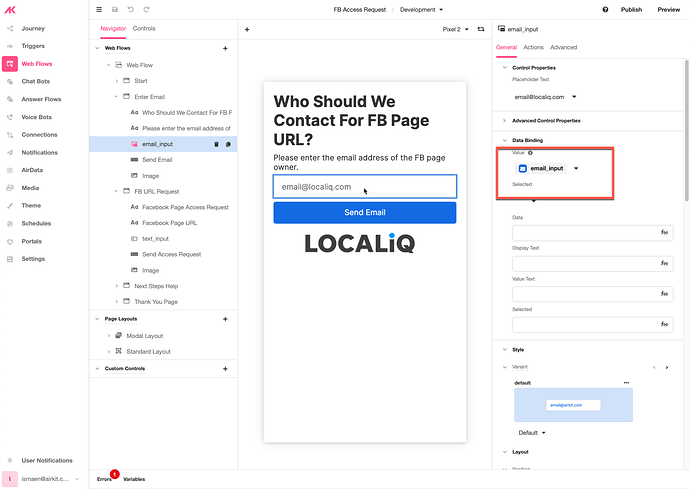 FB Access Request / Development
Publish Preview
Journey
Triggers
Web Flows
Chat Bots
Answer Flows
Voice Bots
Connections
Notifications
AirData
Media
Theme
Schedules
Portals
Settings
User Notifications
I ismaen@airkit.c...
Navigator Controls
Web Flows
Web Flow
Start
Enter Email
Aa Who Should We Contact For FB F
Aa Please enter the email address of
email_input
Send Email
Image
FB URL Request
Aa Facebook Page Access Request
Aa Facebook Page URL
text_input
Send Access Request
Image
Next Steps Help
Thank You Page
Page Layouts
Modal Layout
Standard Layout
Custom Controls
Errors 1 Variables
Pixel 2
Who Should We
Contact For FB Page
URL?
Please enter the email address of the FB page
owner.
email@localiq.com
Send Email
LOCALiQ
email_input
General Actions Advanced
Control Properties
Placeholder Text
email@localiq.com
Advanced Control Properties
Data Binding
Value
email_input
Selected
Data
f(x)
Display Text
f(x)
Value Text
f(x)
Selected
f(x)
Style
Variant
default
email@airkit.com
Default
Layout